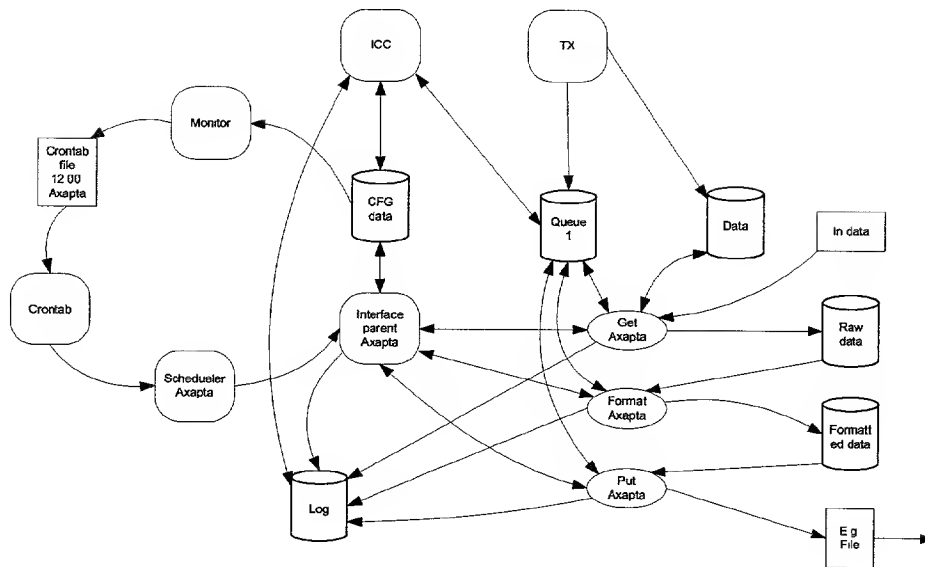 ICC
TX
Monitor
Crontab
file
12 00
Axapta
CFG
data
Queue
1
Data
In data
Crontab
Interface
parent
Axapta
Get
Axapta
Raw
data
Schedueler
Axapta
Format
Axapta
Formatt
ed data
Log
Put
Axapta
E g
File